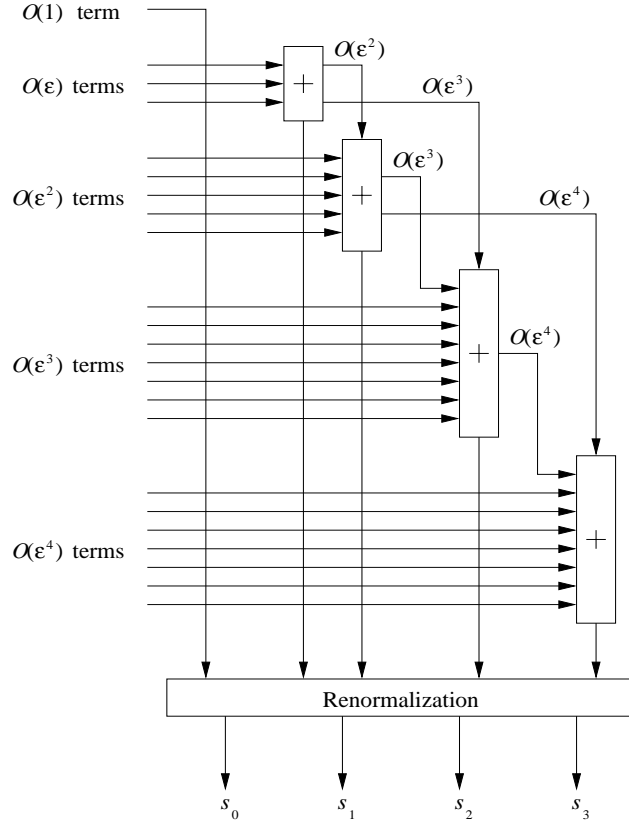 O(1) term
O(ε²)
O(ε) terms
+
O(ε³)
O(ε³)
O(ε²) terms
+
O(ε⁴)
O(ε⁴)
O(ε³) terms
+
O(ε⁴) terms
+
Renormalization
s₀ s₁ s₂ s₃